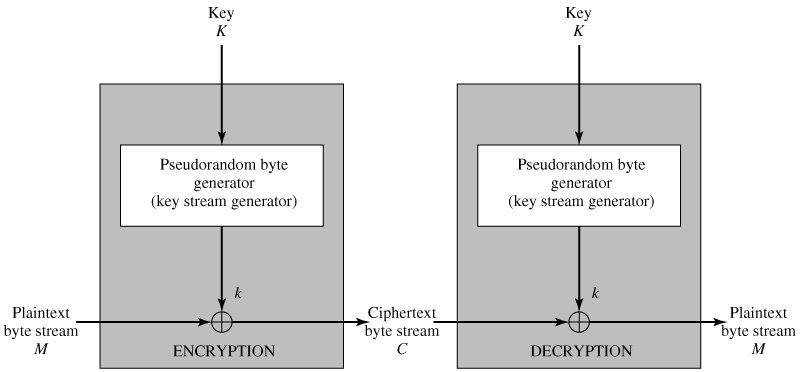 Key
K
Key
K
Pseudorandom byte
generator
(key stream generator)
Pseudorandom byte
generator
(key stream generator)
k
k
Plaintext
byte stream
M
Ciphertext
byte stream
C
Plaintext
byte stream
M
ENCRYPTION
DECRYPTION